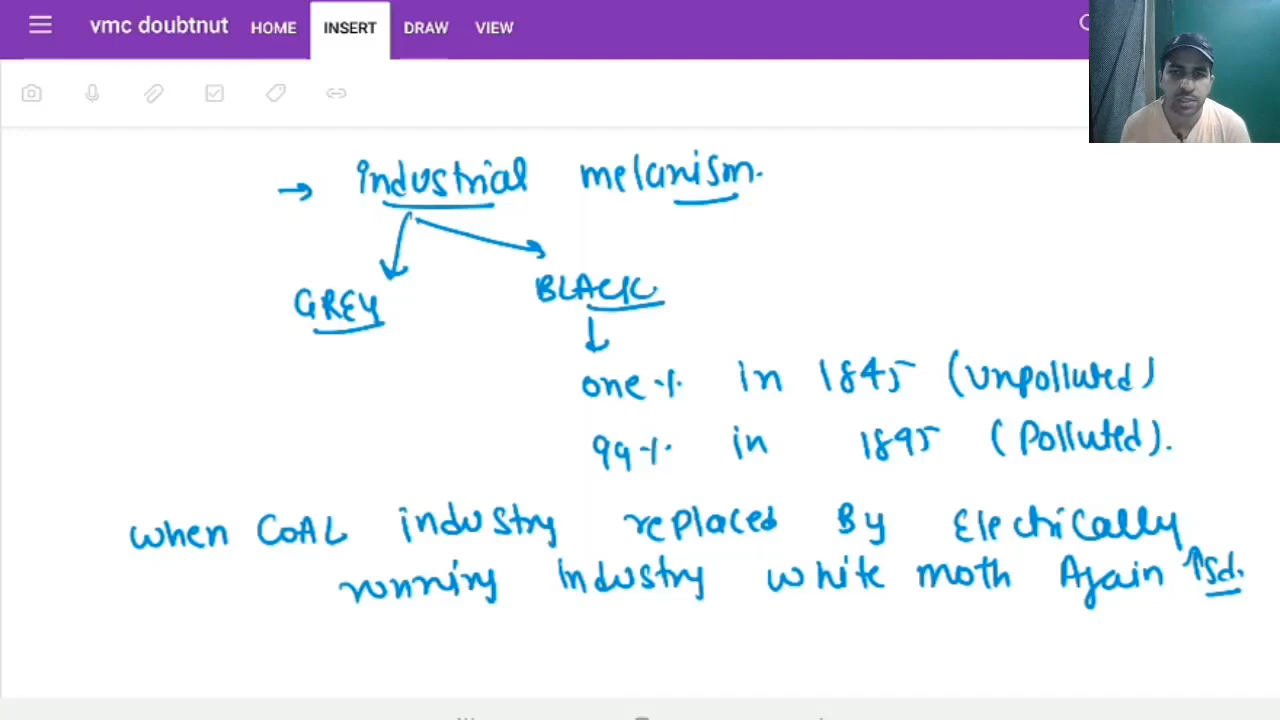 vmc doubtnut HOME INSERT DRAW VIEW
→ industrial melanism.
GREY BLACK
one % in 1845 (unpolluted)
99 % in 1895 (Polluted).
when COAL industry replaced By Electrically
running Industry white moth Again ↑sd.